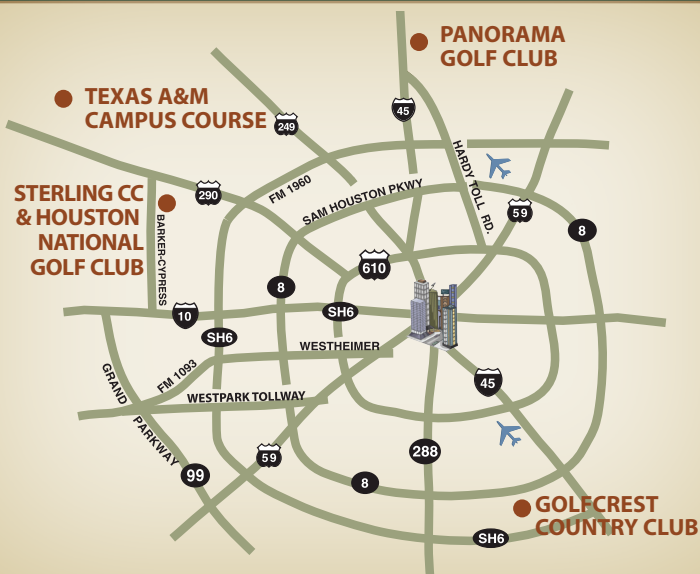 PANORAMA
GOLF CLUB
TEXAS A&M
CAMPUS COURSE
45
249
HARDY TOLL RD.
STERLING CC
& HOUSTON
NATIONAL
GOLF CLUB
290
FM 1960
SAM HOUSTON PKWY
59
8
BARKER-CYPRESS
610
8
10
SH6
SH6
WESTHEIMER
FM 1093
GRAND PARKWAY
WESTPARK TOLLWAY
45
59
288
99
8
GOLFCREST
COUNTRY CLUB
SH6